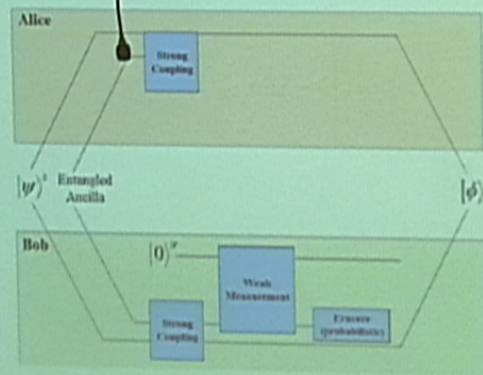 Alice
Strong
Coupling
|ψ⟩ˢ Entangled
Ancilla
|ϕ⟩
Bob
|0⟩ʷ
Weak
Measurement
Strong
Coupling
Erasure
(probabilistic)